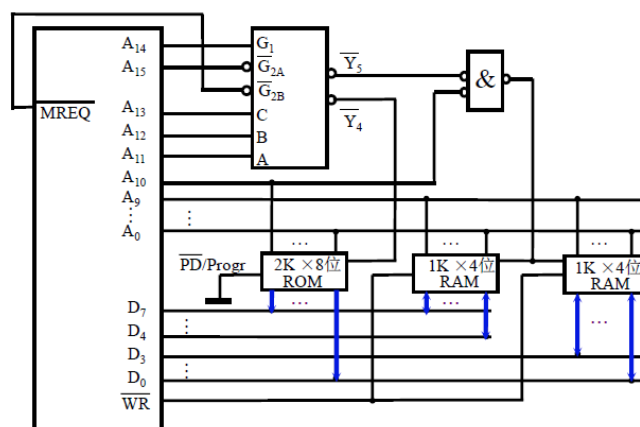 A14 G1 Y5
A15 G2A
MREQ G2B Y4 &
A13 C
A12 B
A11 A
A10
A9
⋮ ⋮
A0
... ... ...
PD/Progr 2K×8位 ROM 1K×4位 RAM 1K×4位 RAM
... ... ...
D7
⋮
D4
D3
⋮
D0
WR